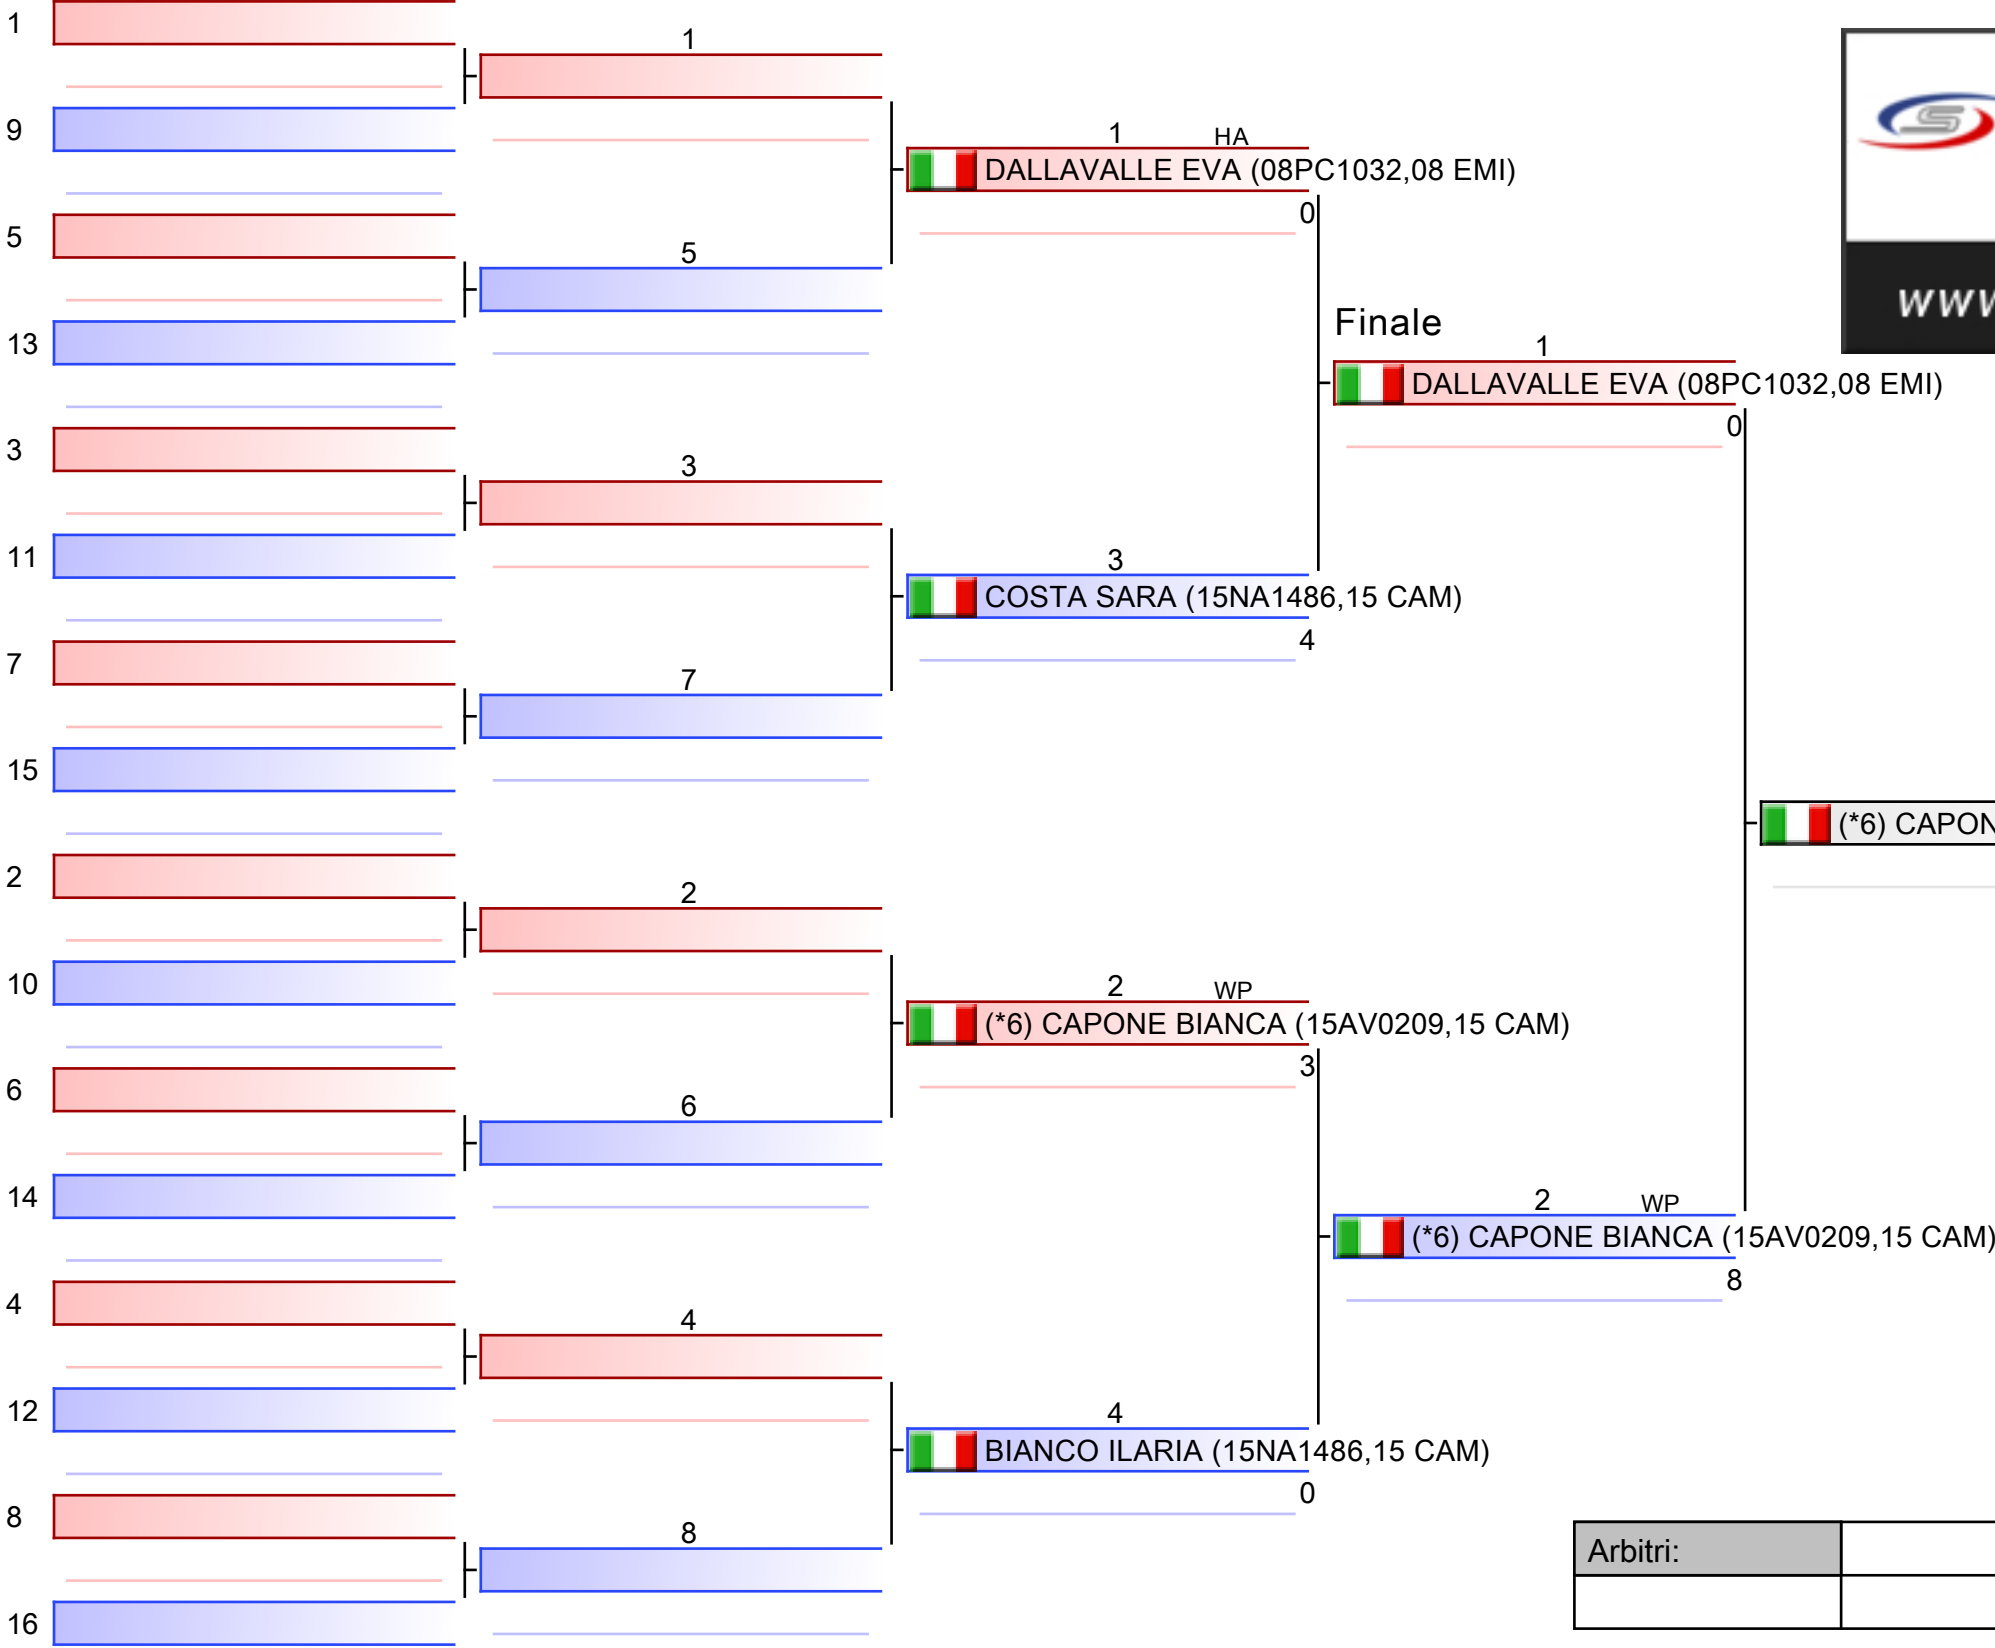 1
9
5
13
3
11
7
15
2
10
6
14
4
12
8
16
1
5
3
7
2
6
4
8
1 HA
DALLAVALLE EVA (08PC1032,08 EMI)
0
3
COSTA SARA (15NA1486,15 CAM)
4
2 WP
(*6) CAPONE BIANCA (15AV0209,15 CAM)
3
4
BIANCO ILARIA (15NA1486,15 CAM)
0
Finale
1
DALLAVALLE EVA (08PC1032,08 EMI)
0
2 WP
(*6) CAPONE BIANCA (15AV0209,15 CAM)
8
(*6) CAPON
S
www
Arbitri: